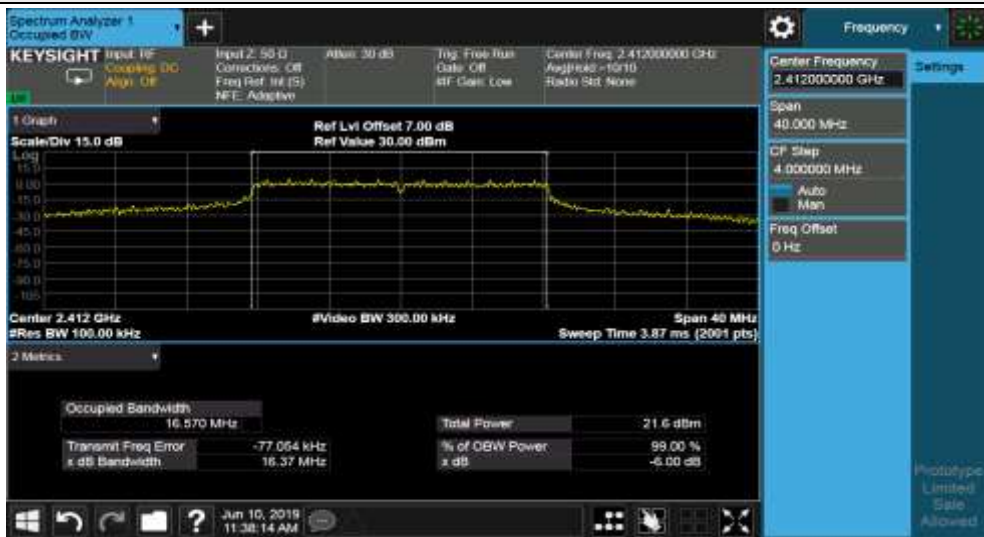 Spectrum Analyzer 1
Occupied BW
+
Frequency
KEYSIGHT
Input: RF
Coupling: DC
Align: Off
Input Z: 50 Ω
Corrections: Off
Freq Ref: Int (S)
NFE: Adaptive
Atten: 30 dB
Trig: Free Run
Gate: Off
#IF Gain: Low
Center Freq: 2.412000000 GHz
Avg|Hold:>10/10
Radio Std: None
1 Graph
Scale/Div 15.0 dB
Ref Lvl Offset 7.00 dB
Ref Value 30.00 dBm
Log
15.0
0.00
-15.0
-30.0
-45.0
-60.0
-75.0
-90.0
-105
Center 2.412 GHz
#Res BW 100.00 kHz
#Video BW 300.00 kHz
Span 40 MHz
Sweep Time 3.87 ms (2001 pts)
2 Metrics
Occupied Bandwidth
16.570 MHz
Transmit Freq Error -77.054 kHz
x dB Bandwidth 16.37 MHz
Total Power 21.6 dBm
% of OBW Power 99.00 %
x dB -6.00 dB
Jun 10, 2019
11:38:14 AM
?
Center Frequency
2.412000000 GHz
Span
40.000 MHz
CF Step
4.000000 MHz
Auto
Man
Freq Offset
0 Hz
Settings
Prototype
Limited
Sale
Allowed